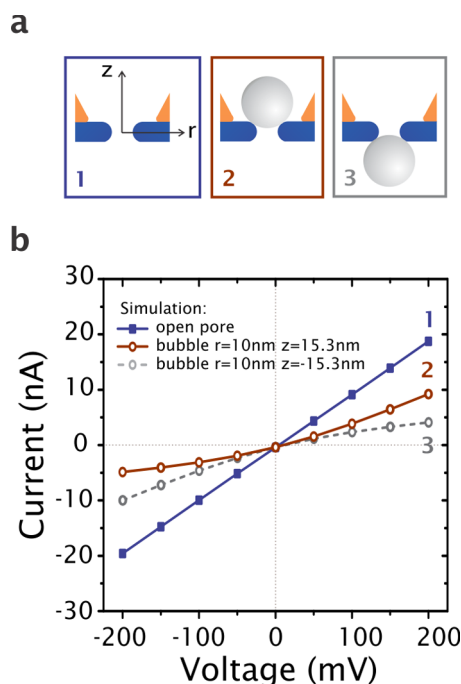 a
z
r
1
2
3
b
30
20
10
0
-10
-20
-30
Current (nA)
Simulation:
open pore
bubble r=10nm z=15.3nm
bubble r=10nm z=-15.3nm
1
2
3
-200
-100
0
100
200
Voltage (mV)